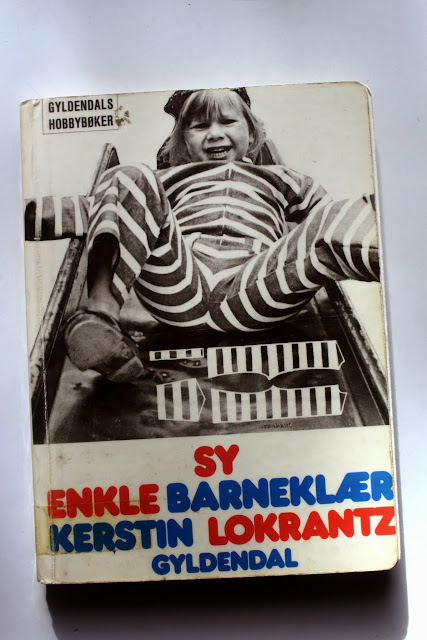 GYLDENDALS
HOBBYBØKER
SY
ENKLE BARNEKLÆR
KERSTIN LOKRANTZ
GYLDENDAL